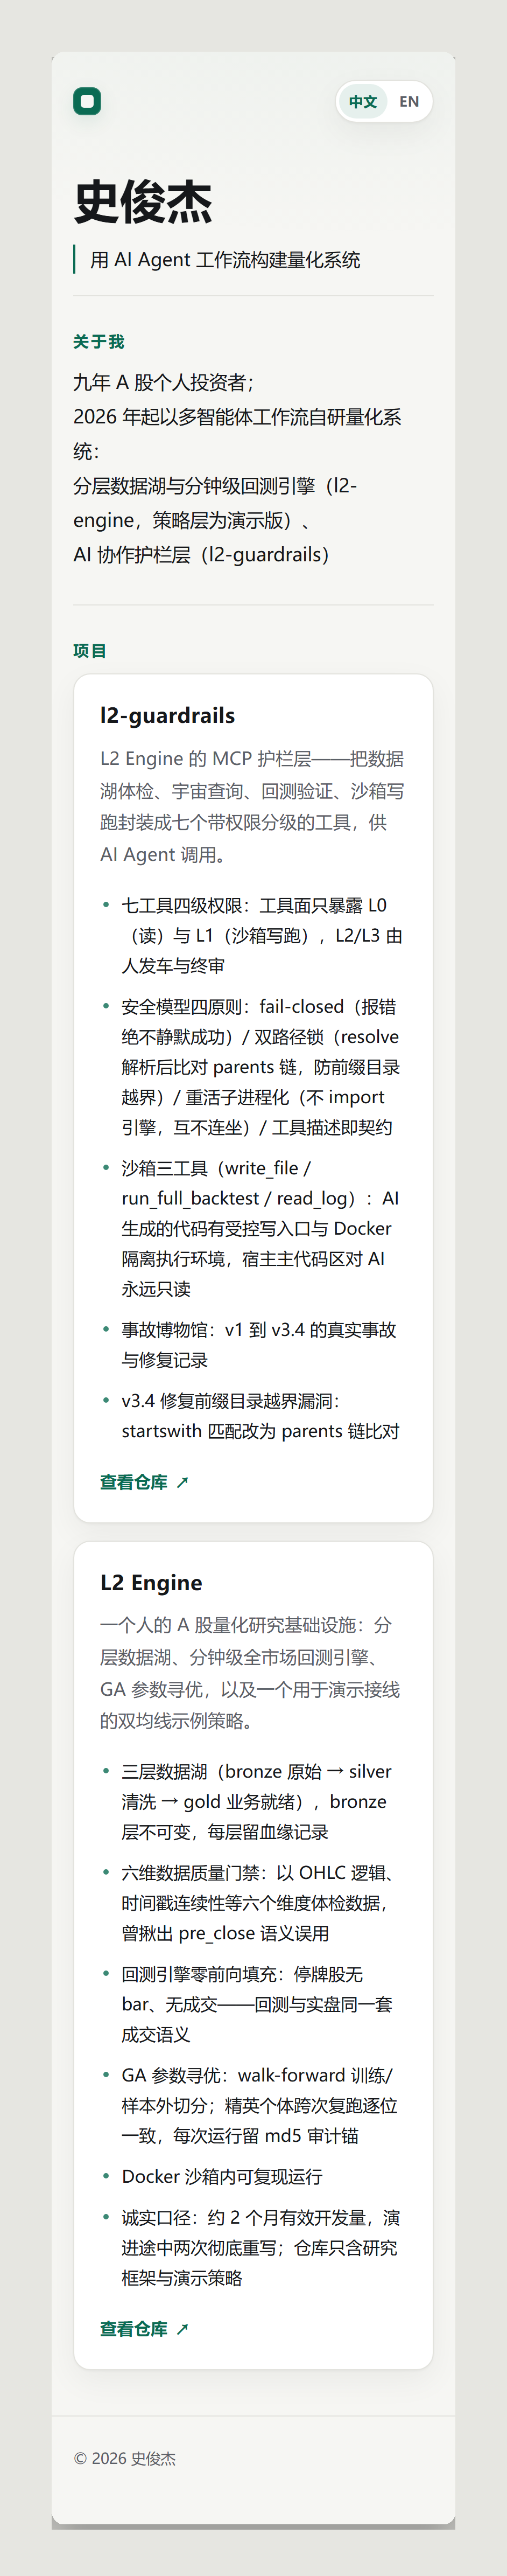 中文 EN
史俊杰
用 AI Agent 工作流构建量化系统
关于我
九年 A 股个人投资者；
2026 年起以多智能体工作流自研量化系
统：
分层数据湖与分钟级回测引擎（l2-
engine，策略层为演示版）、
AI 协作护栏层（l2-guardrails）
项目
l2-guardrails
L2 Engine 的 MCP 护栏层——把数据
湖体检、宇宙查询、回测验证、沙箱写
跑封装成七个带权限分级的工具，供
AI Agent 调用。
• 七工具四级权限：工具面只暴露 L0
（读）与 L1（沙箱写跑），L2/L3 由
人发车与终审
• 安全模型四原则：fail-closed（报错
绝不静默成功）/ 双路径锁（resolve
解析后比对 parents 链，防前缀目录
越界）/ 重活子进程化（不 import
引擎，互不连坐）/ 工具描述即契约
• 沙箱三工具（write_file /
run_full_backtest / read_log）：AI
生成的代码有受控写入口与 Docker
隔离执行环境，宿主主代码区对 AI
永远只读
• 事故博物馆：v1 到 v3.4 的真实事故
与修复记录
• v3.4 修复前缀目录越界漏洞：
startswith 匹配改为 parents 链比对
查看仓库 ↗
L2 Engine
一个人的 A 股量化研究基础设施：分
层数据湖、分钟级全市场回测引擎、
GA 参数寻优，以及一个用于演示接线
的双均线示例策略。
• 三层数据湖（bronze 原始 → silver
清洗 → gold 业务就绪），bronze
层不可变，每层留血缘记录
• 六维数据质量门禁：以 OHLC 逻辑、
时间戳连续性等六个维度体检数据，
曾揪出 pre_close 语义误用
• 回测引擎零前向填充：停牌股无
bar、无成交——回测与实盘同一套
成交语义
• GA 参数寻优：walk-forward 训练/
样本外切分；精英个体跨次复跑逐位
一致，每次运行留 md5 审计锚
• Docker 沙箱内可复现运行
• 诚实口径：约 2 个月有效开发量，演
进途中两次彻底重写；仓库只含研究
框架与演示策略
查看仓库 ↗
© 2026 史俊杰